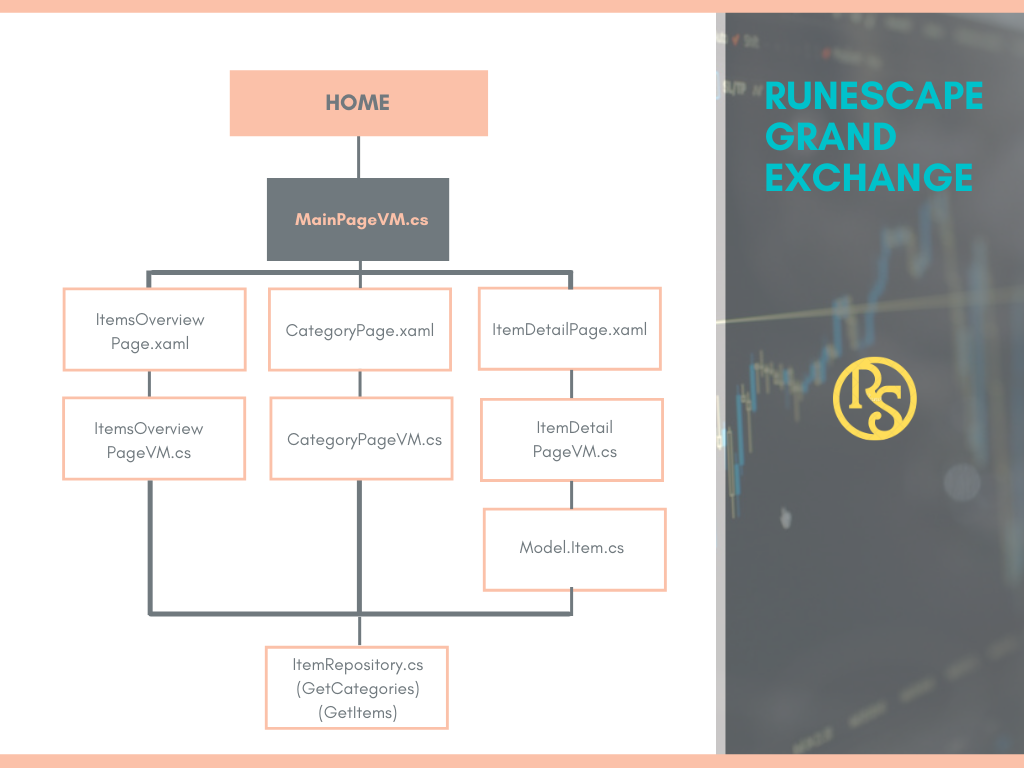 HOME
MainPageVM.cs
ItemsOverview
Page.xaml
CategoryPage.xaml
ItemDetailPage.xaml
ItemsOverview
PageVM.cs
CategoryPageVM.cs
ItemDetail
PageVM.cs
Model.Item.cs
ItemRepository.cs
(GetCategories)
(GetItems)
RUNESCAPE
GRAND
EXCHANGE
RS